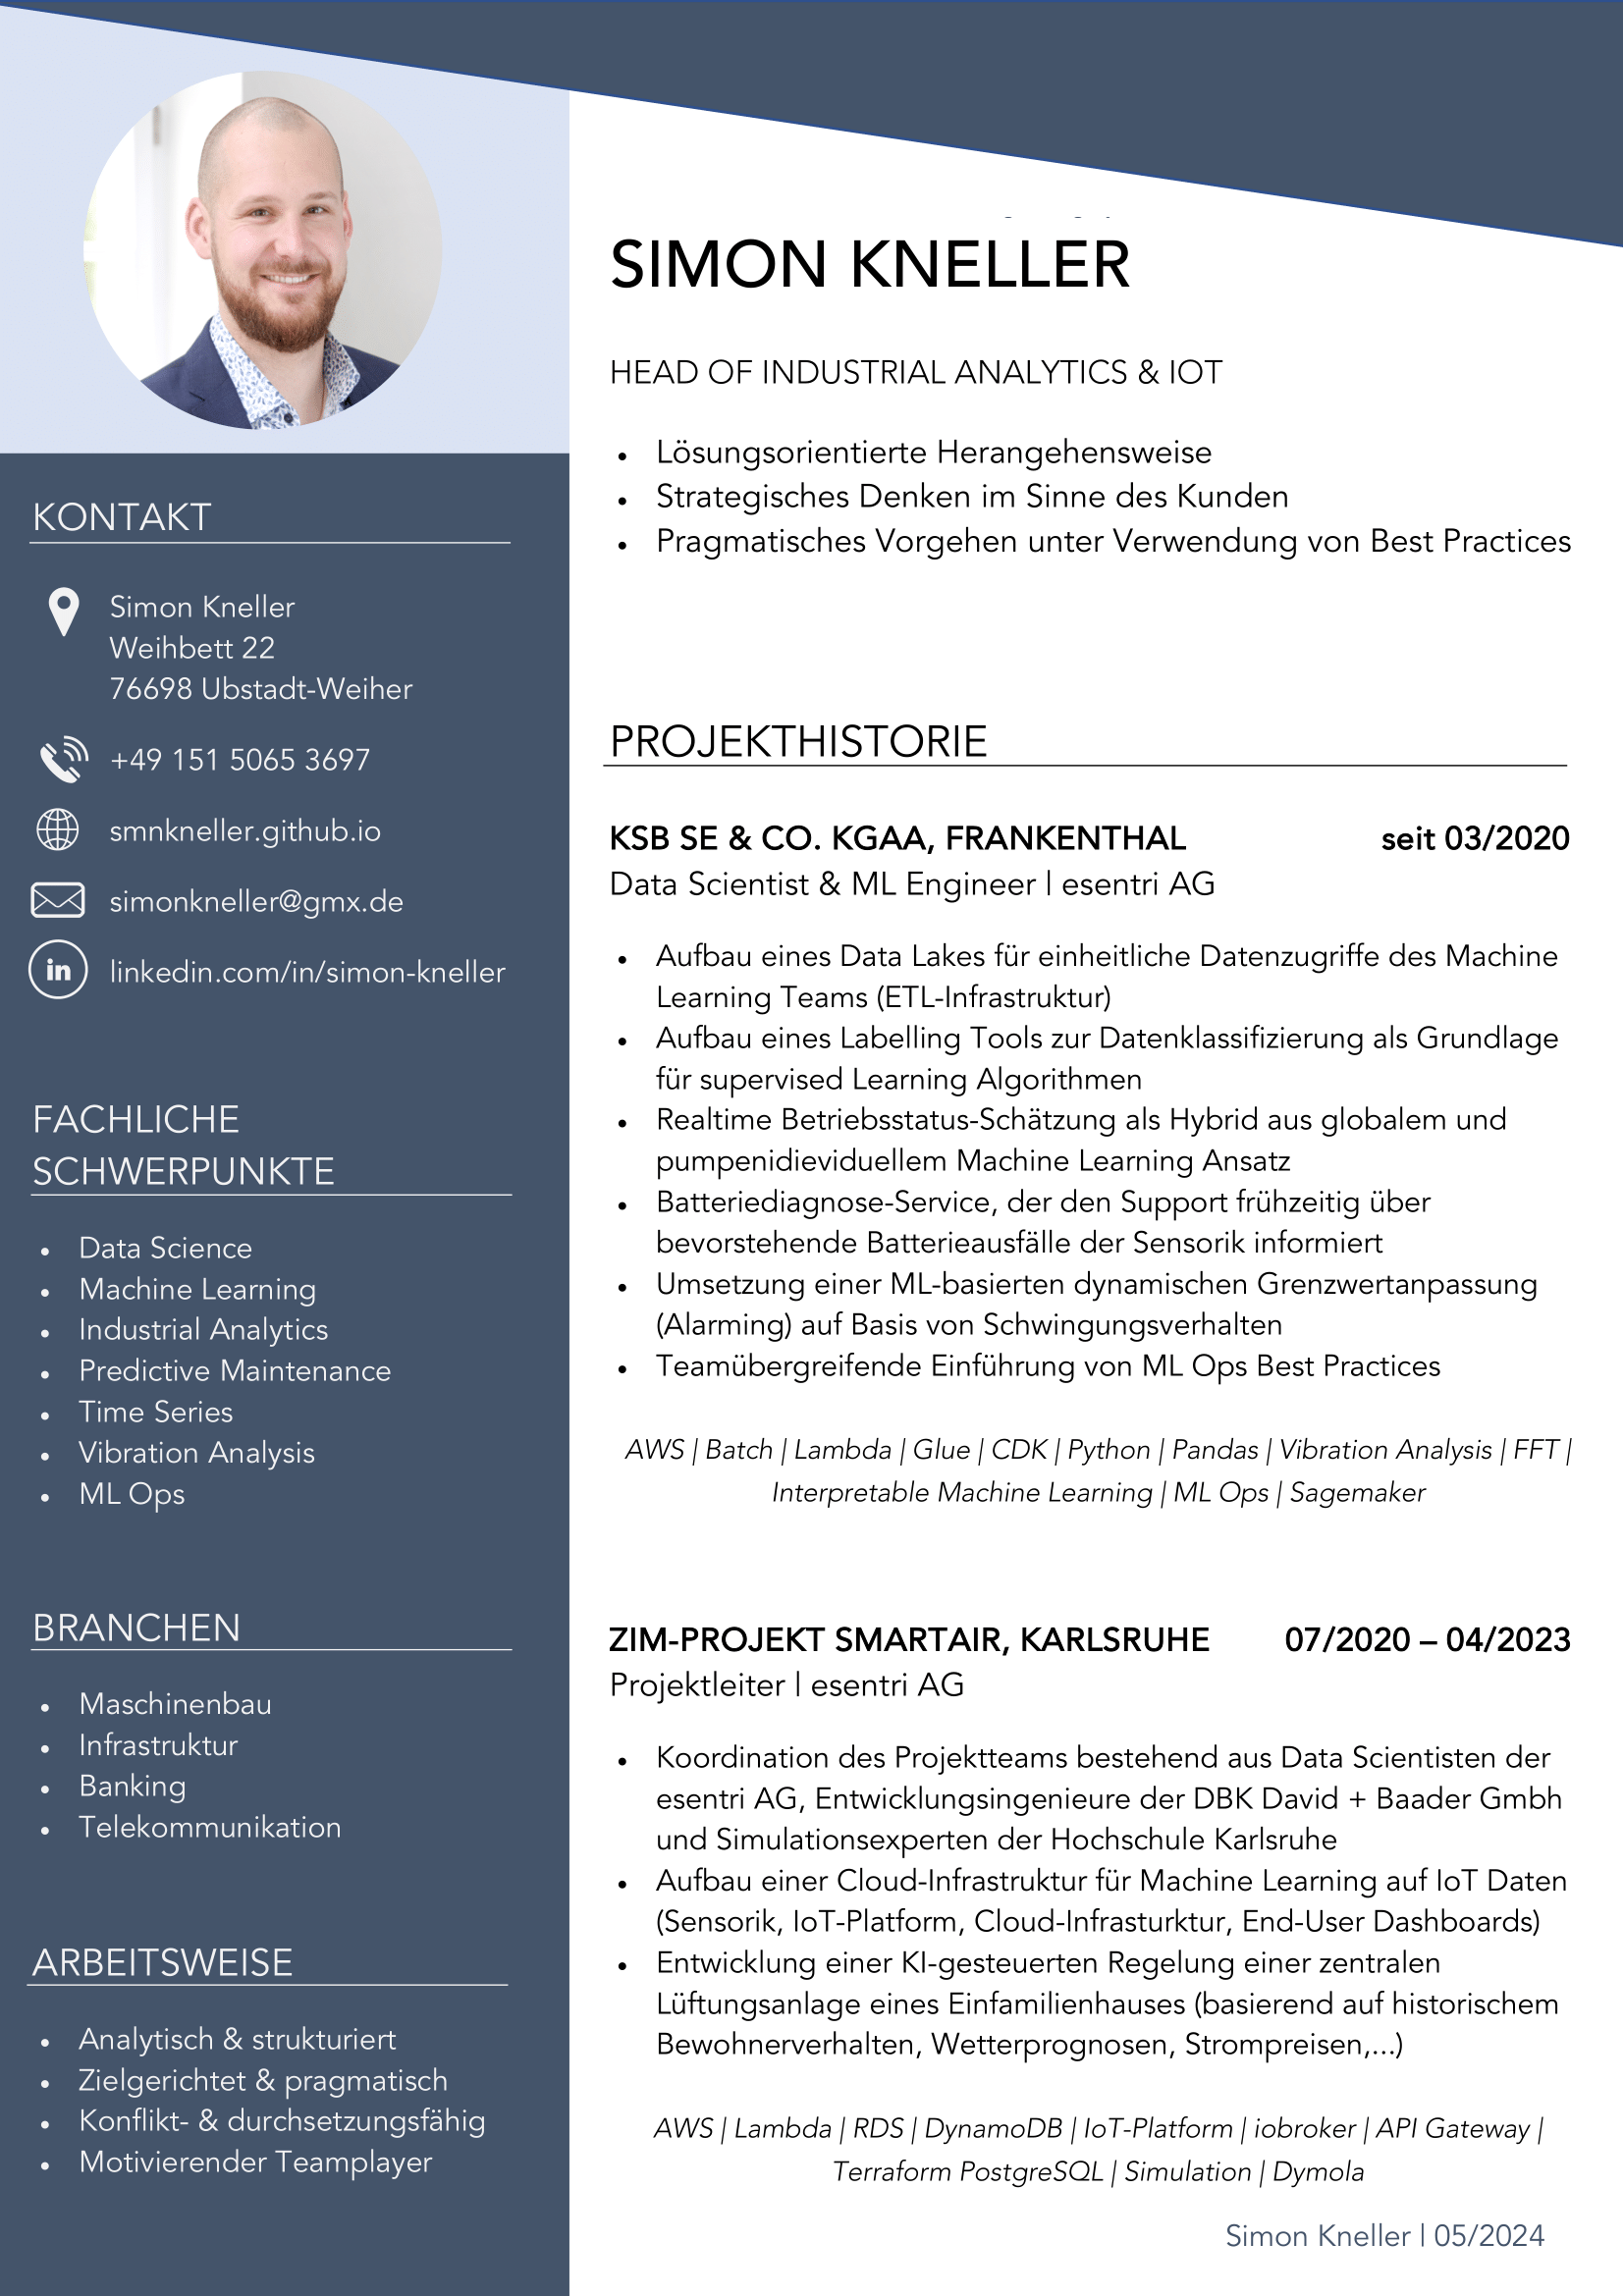 SIMON KNELLER
HEAD OF INDUSTRIAL ANALYTICS & IOT
• Lösungsorientierte Herangehensweise
• Strategisches Denken im Sinne des Kunden
• Pragmatisches Vorgehen unter Verwendung von Best Practices
KONTAKT
Simon Kneller
Weihbett 22
76698 Ubstadt-Weiher
+49 151 5065 3697
smnkneller.github.io
simonkneller@gmx.de
in
linkedin.com/in/simon-kneller
FACHLICHE
SCHWERPUNKTE
• Data Science
• Machine Learning
• Industrial Analytics
• Predictive Maintenance
• Time Series
• Vibration Analysis
• ML Ops
BRANCHEN
• Maschinenbau
• Infrastruktur
• Banking
• Telekommunikation
ARBEITSWEISE
• Analytisch & strukturiert
• Zielgerichtet & pragmatisch
• Konflikt- & durchsetzungsfähig
• Motivierender Teamplayer
PROJEKTHISTORIE
KSB SE & CO. KGAA, FRANKENTHAL seit 03/2020
Data Scientist & ML Engineer | esentri AG
• Aufbau eines Data Lakes für einheitliche Datenzugriffe des Machine
Learning Teams (ETL-Infrastruktur)
• Aufbau eines Labelling Tools zur Datenklassifizierung als Grundlage
für supervised Learning Algorithmen
• Realtime Betriebsstatus-Schätzung als Hybrid aus globalem und
pumpenidieviduellem Machine Learning Ansatz
• Batteriediagnose-Service, der den Support frühzeitig über
bevorstehende Batterieausfälle der Sensorik informiert
• Umsetzung einer ML-basierten dynamischen Grenzwertanpassung
(Alarming) auf Basis von Schwingungsverhalten
• Teamübergreifende Einführung von ML Ops Best Practices
AWS | Batch | Lambda | Glue | CDK | Python | Pandas | Vibration Analysis | FFT |
Interpretable Machine Learning | ML Ops | Sagemaker
ZIM-PROJEKT SMARTAIR, KARLSRUHE 07/2020 – 04/2023
Projektleiter | esentri AG
• Koordination des Projektteams bestehend aus Data Scientisten der
esentri AG, Entwicklungsingenieure der DBK David + Baader Gmbh
und Simulationsexperten der Hochschule Karlsruhe
• Aufbau einer Cloud-Infrastruktur für Machine Learning auf IoT Daten
(Sensorik, IoT-Platform, Cloud-Infrasturktur, End-User Dashboards)
• Entwicklung einer KI-gesteuerten Regelung einer zentralen
Lüftungsanlage eines Einfamilienhauses (basierend auf historischem
Bewohnerverhalten, Wetterprognosen, Strompreisen,...)
AWS | Lambda | RDS | DynamoDB | IoT-Platform | iobroker | API Gateway |
Terraform PostgreSQL | Simulation | Dymola
Simon Kneller | 05/2024